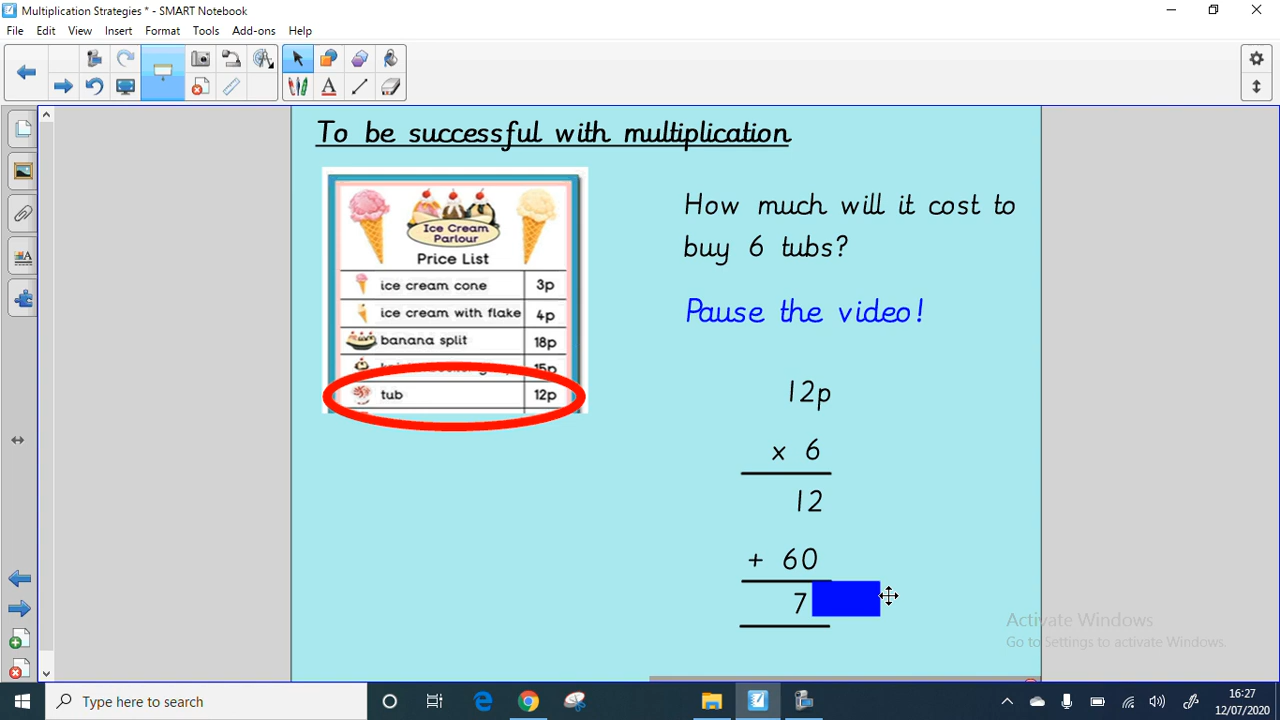 Multiplication Strategies * - SMART Notebook
File Edit View Insert Format Tools Add-ons Help
To be successful with multiplication
Ice Cream
Parlour
Price List
ice cream cone 3p
ice cream with flake 4p
banana split 18p
15p
tub 12p
How much will it cost to
buy 6 tubs?
Pause the video!
12p
x 6
12
+ 60
7
Activate Windows
Go to Settings to activate Windows.
Type here to search
16:27
12/07/2020